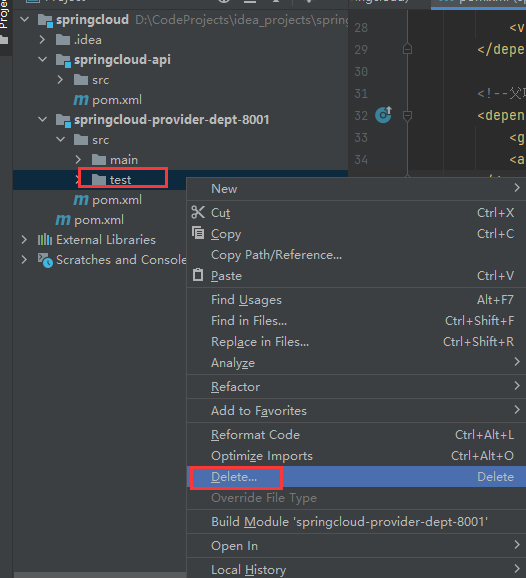 Project
pom.xml (spri
springcloud D:\CodeProjects\idea_projects\spring
.idea
springcloud-api
src
pom.xml
springcloud-provider-dept-8001
src
main
test
pom.xml
pom.xml
External Libraries
Scratches and Console
28 <v
29 </depe
30
31 <!--父项
32 <depen
33 <g
34 <a
New
Cut Ctrl+X
Copy Ctrl+C
Copy Path/Reference...
Paste Ctrl+V
Find Usages Alt+F7
Find in Files... Ctrl+Shift+F
Replace in Files... Ctrl+Shift+R
Analyze
Refactor
Add to Favorites
Reformat Code Ctrl+Alt+L
Optimize Imports Ctrl+Alt+O
Delete... Delete
Override File Type
Build Module 'springcloud-provider-dept-8001'
Open In
Local History